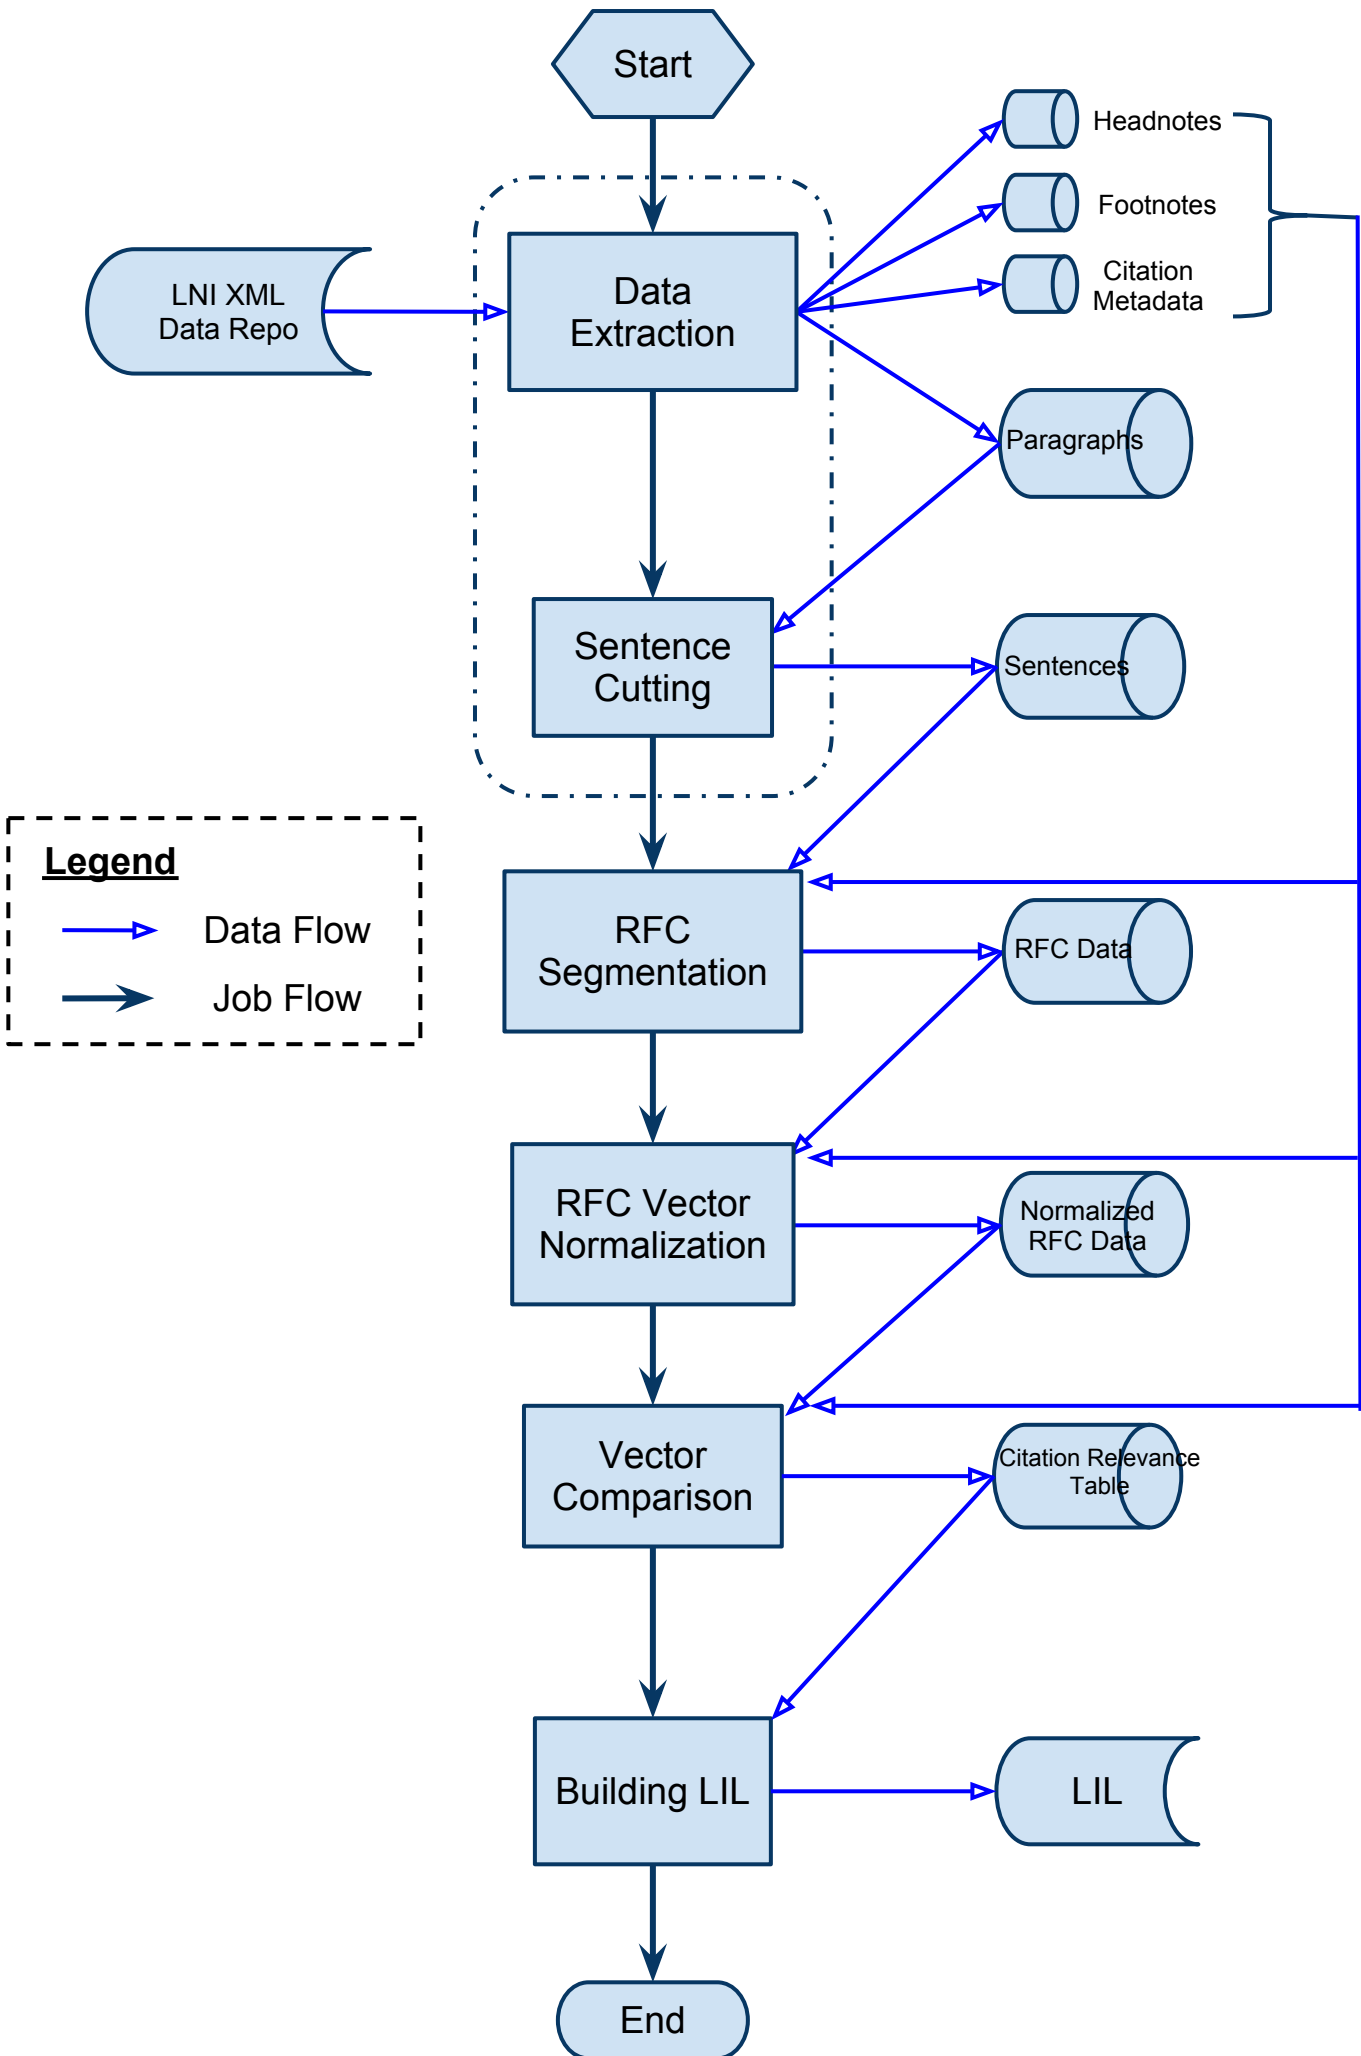 Start
Headnotes
Footnotes
Citation
Metadata
LNI XML
Data Repo
Data
Extraction
Paragraphs
Sentence
Cutting
Sentences
Legend
Data Flow
Job Flow
RFC
Segmentation
RFC Data
RFC Vector
Normalization
Normalized
RFC Data
Vector
Comparison
Citation Relevance
Table
Building LIL
LIL
End